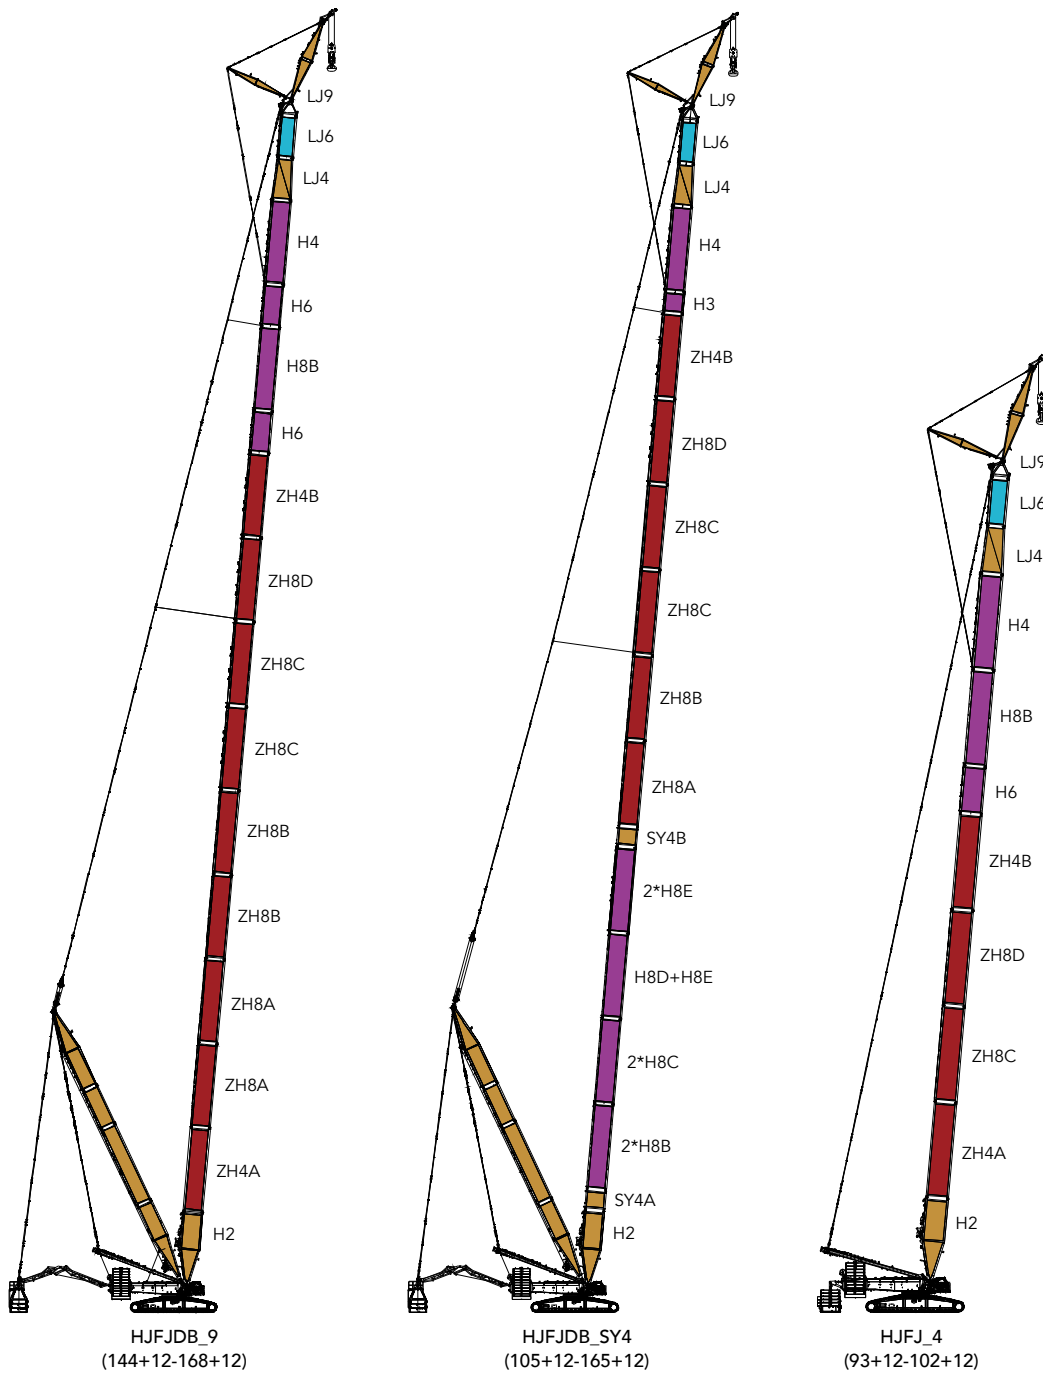 LJ9
LJ6
LJ4
H4
H6
H8B
H6
ZH4B
ZH8D
ZH8C
ZH8C
ZH8B
ZH8B
ZH8A
ZH8A
ZH4A
H2
HJFJDB_9
(144+12-168+12)
LJ9
LJ6
LJ4
H4
H3
ZH4B
ZH8D
ZH8C
ZH8C
ZH8B
ZH8A
SY4B
2*H8E
H8D+H8E
2*H8C
2*H8B
SY4A
H2
HJFJDB_SY4
(105+12-165+12)
LJ9
LJ6
LJ4
H4
H8B
H6
ZH4B
ZH8D
ZH8C
ZH4A
H2
HJFJ_4
(93+12-102+12)